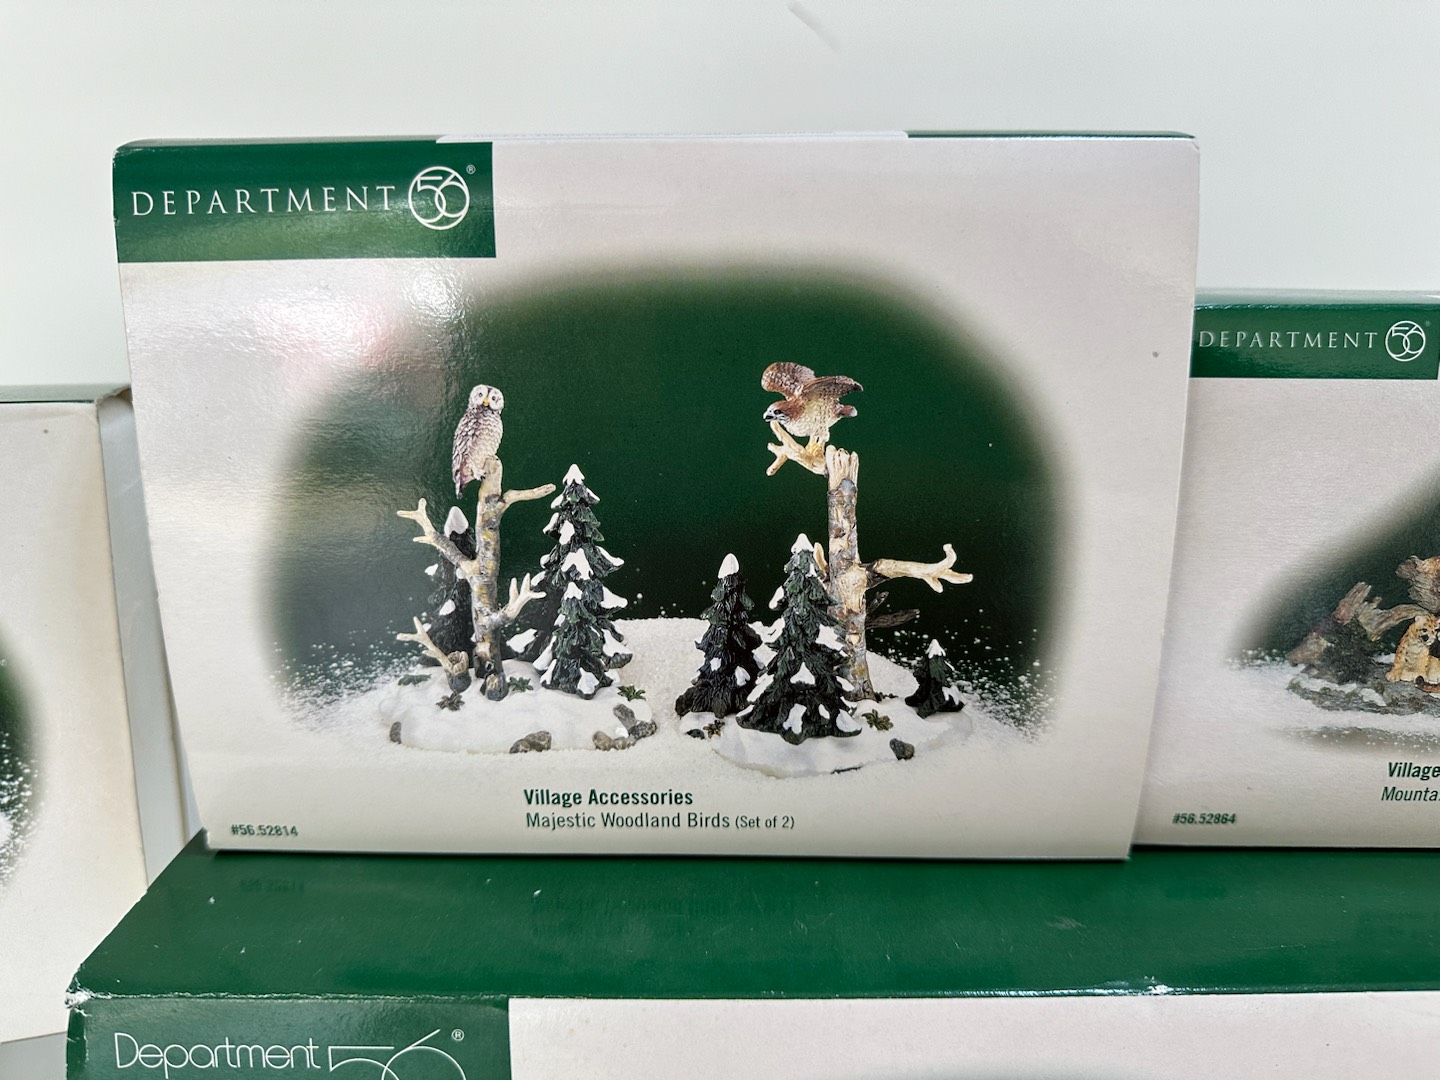 DEPARTMENT 56®
Village Accessories
Majestic Woodland Birds (Set of 2)
#56.52814
DEPARTMENT 56
Village
#56.52864
Department 56®